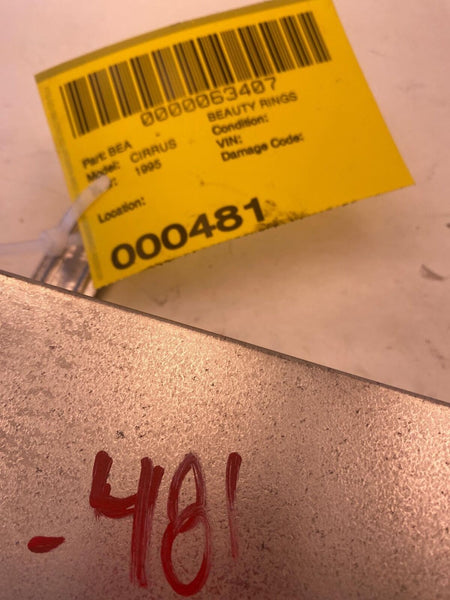 0000063407
Part: BEA BEAUTY RINGS
Model: CIRRUS Condition:
1995 VIN:
Damage Code:
Location:
000481
-481